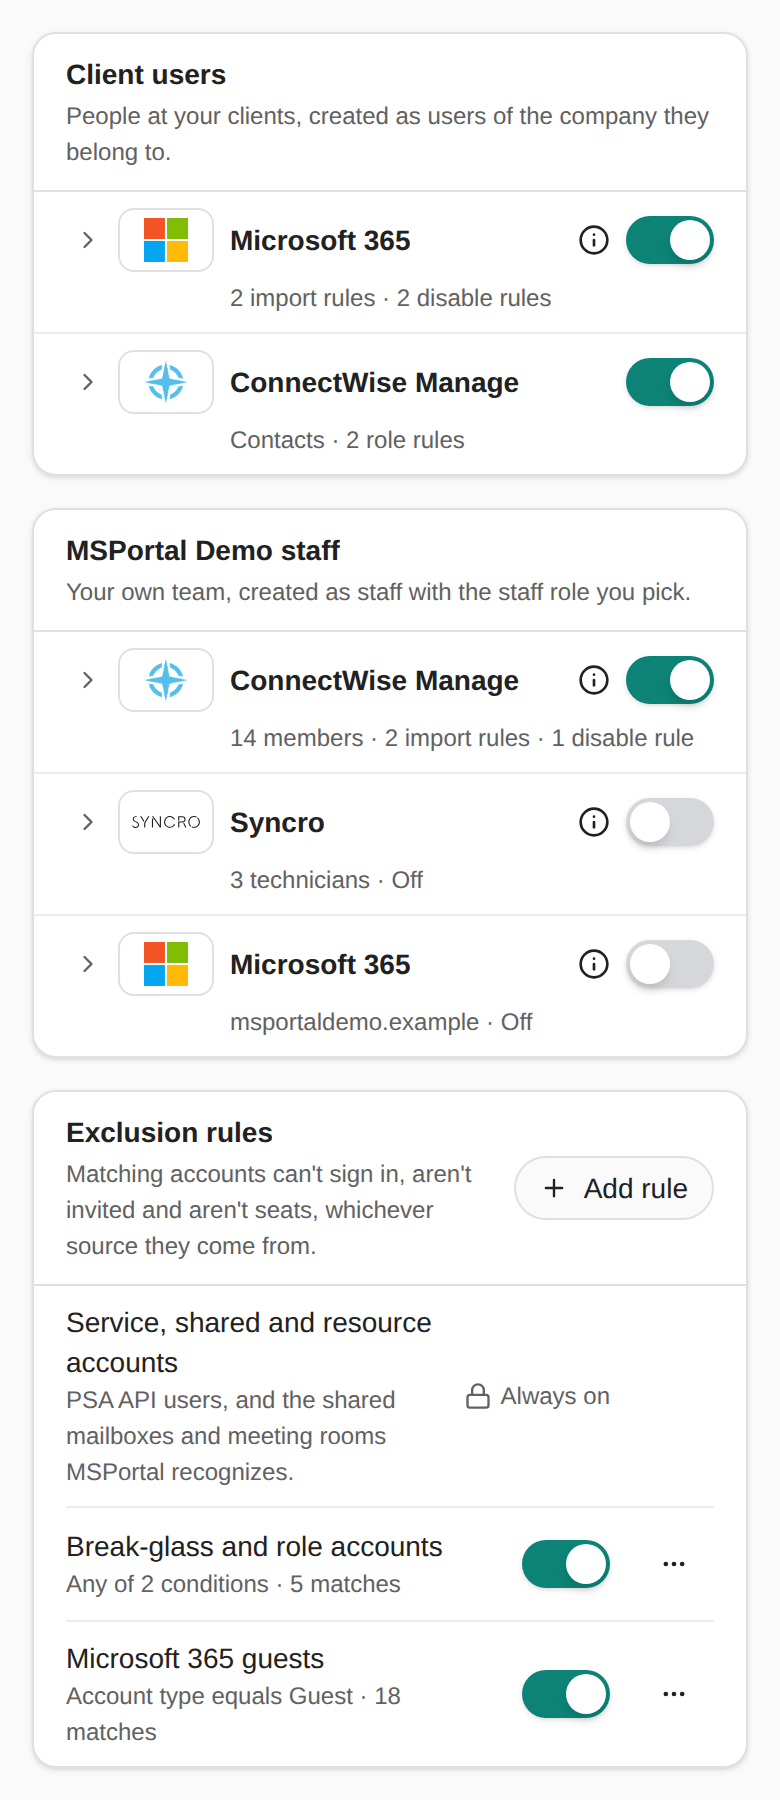 Client users
People at your clients, created as users of the company they
belong to.
Microsoft 365
2 import rules · 2 disable rules
ConnectWise Manage
Contacts · 2 role rules
MSPortal Demo staff
Your own team, created as staff with the staff role you pick.
ConnectWise Manage
14 members · 2 import rules · 1 disable rule
SYNCRO
Syncro
3 technicians · Off
Microsoft 365
msportaldemo.example · Off
Exclusion rules
Matching accounts can't sign in, aren't
invited and aren't seats, whichever
source they come from.
Add rule
Service, shared and resource
accounts
PSA API users, and the shared
mailboxes and meeting rooms
MSPortal recognizes.
Always on
Break-glass and role accounts
Any of 2 conditions · 5 matches
Microsoft 365 guests
Account type equals Guest · 18
matches